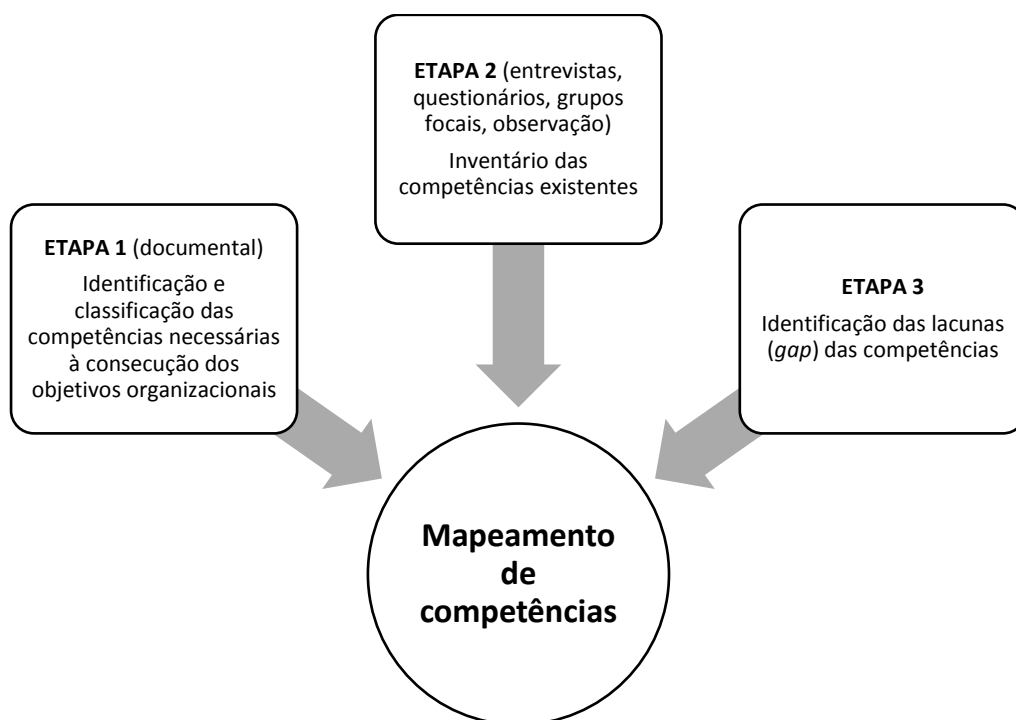 ETAPA 1 (documental)
Identificação e
classificação das
competências necessárias
à consecução dos
objetivos organizacionais
ETAPA 2 (entrevistas,
questionários, grupos
focais, observação)
Inventário das
competências existentes
ETAPA 3
Identificação das lacunas
(gap) das competências
Mapeamento
de
competências